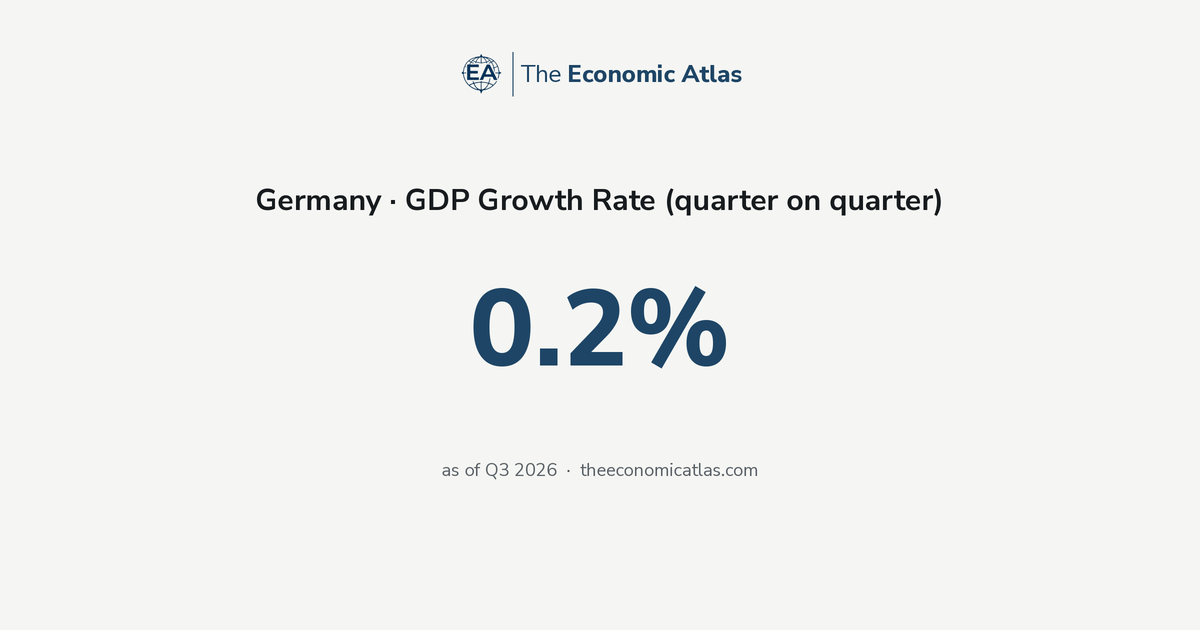 EA The Economic Atlas
Germany · GDP Growth Rate (quarter on quarter)
0.2%
as of Q3 2026 · theeconomicatlas.com